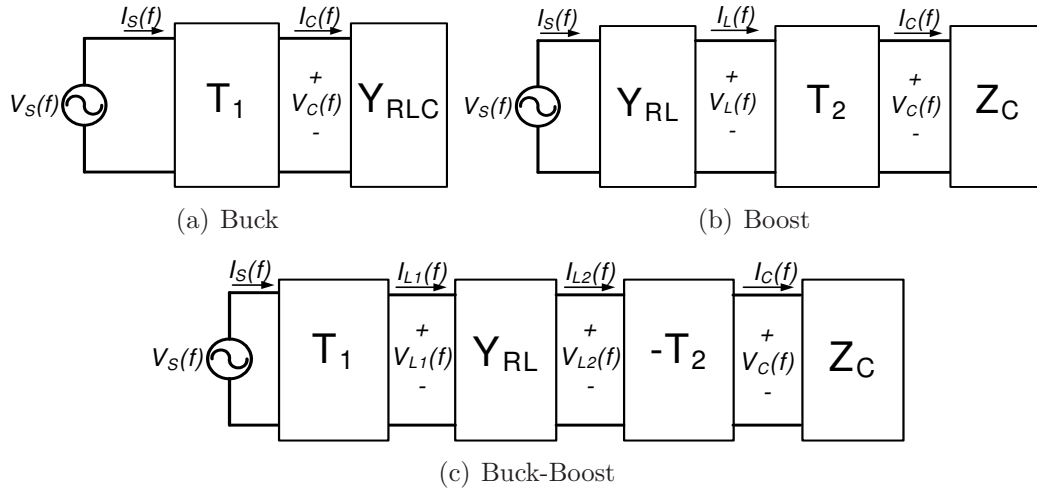 I_S(f) I_C(f)
V_S(f) T_1 + V_C(f) - Y_RLC
(a) Buck
I_S(f) I_L(f) I_C(f)
V_S(f) Y_RL + V_L(f) - T_2 + V_C(f) - Z_C
(b) Boost
I_S(f) I_L1(f) I_L2(f) I_C(f)
V_S(f) T_1 + V_L1(f) - Y_RL + V_L2(f) - -T_2 + V_C(f) - Z_C
(c) Buck-Boost